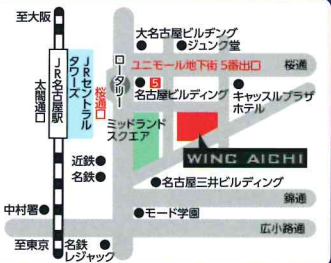 至大阪
大名古屋ビルヂング
ジュンク堂
ユニモール地下街 5番出口
桜通
ロータリー
5
名古屋ビルディング
キャッスルプラザ
ホテル
JR名古屋駅
太閤通口
JRセントラル
タワーズ
桜通口
ミッドランド
スクエア
WINC AICHI
近鉄
名鉄
名古屋三井ビルディング
錦通
中村署
モード学園
広小路通
至東京
名鉄
レジャック